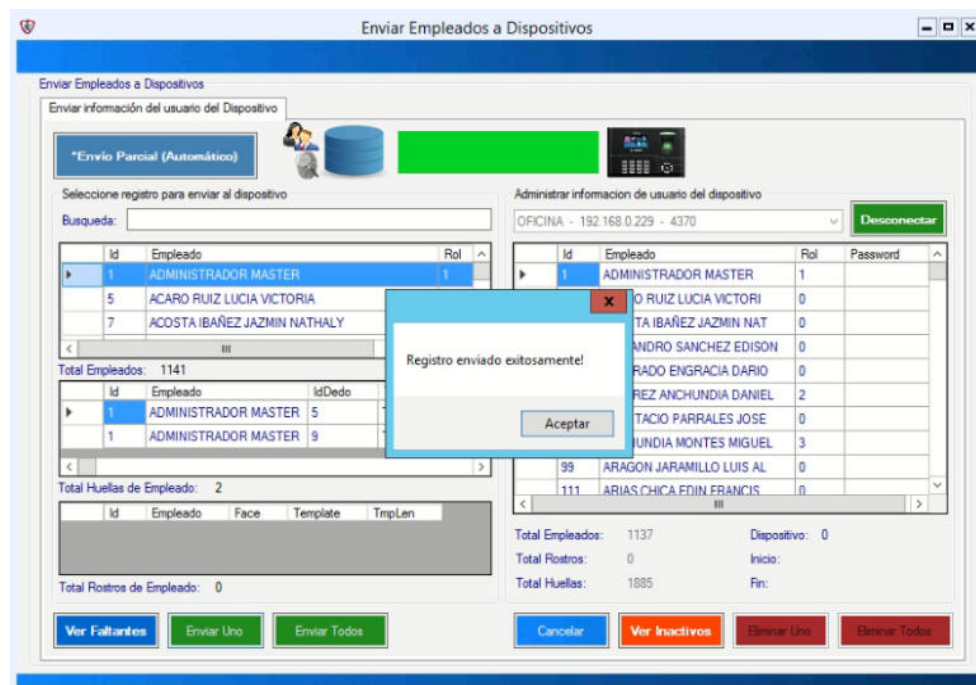 Enviar Empleados a Dispositivos
Enviar Empleados a Dispositivos
Enviar información del usuario del Dispositivo
*Envío Parcial (Automático)
Seleccione registro para enviar al dispositivo
Busqueda:
Id Empleado Rol
1 ADMINISTRADOR MASTER 1
5 ACARO RUIZ LUCIA VICTORIA
7 ACOSTA IBAÑEZ JAZMIN NATHALY
Total Empleados: 1141
Id Empleado IdDedo
1 ADMINISTRADOR MASTER 5
1 ADMINISTRADOR MASTER 9
Total Huellas de Empleado: 2
Id Empleado Face Template TmpLen
Total Rostros de Empleado: 0
Ver Faltantes
Enviar Uno
Enviar Todos
Registro enviado exitosamente!
Aceptar
Administrar informacion de usuario del dispositivo
OFICINA - 192.168.0.229 - 4370
Desconectar
Id Empleado Rol Password
1 ADMINISTRADOR MASTER 1
RUIZ LUCIA VICTORI 0
IBAÑEZ JAZMIN NAT 0
SANCHEZ EDISON 0
ENGRACIA DARIO 0
ANCHUNDIA DANIEL 2
PARRALES JOSE 0
MONTES MIGUEL 3
99 ARAGON JARAMILLO LUIS AL 0
111 ARIAS CHICA EDIN FRANCIS 0
Total Empleados: 1137 Dispositivo: 0
Total Rostros: 0 Inicio:
Total Huellas: 1885 Fin:
Cancelar
Ver Inactivos
Eliminar Uno
Eliminar Todos